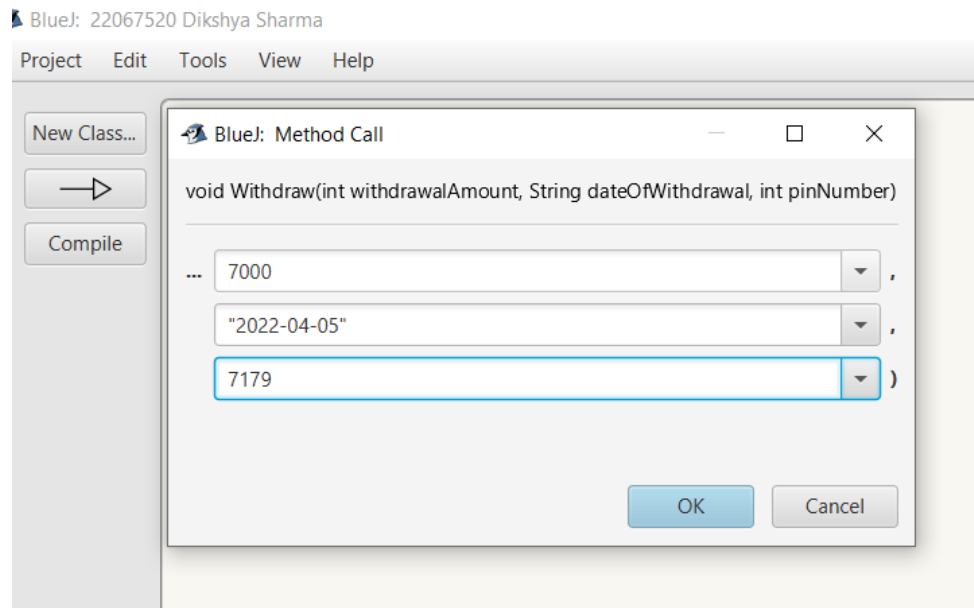 BlueJ: 22067520 Dikshya Sharma
Project Edit Tools View Help
New Class...
BlueJ: Method Call
void Withdraw(int withdrawalAmount, String dateOfWithdrawal, int pinNumber)
Compile
... 7000 ,
"2022-04-05" ,
7179 )
OK Cancel